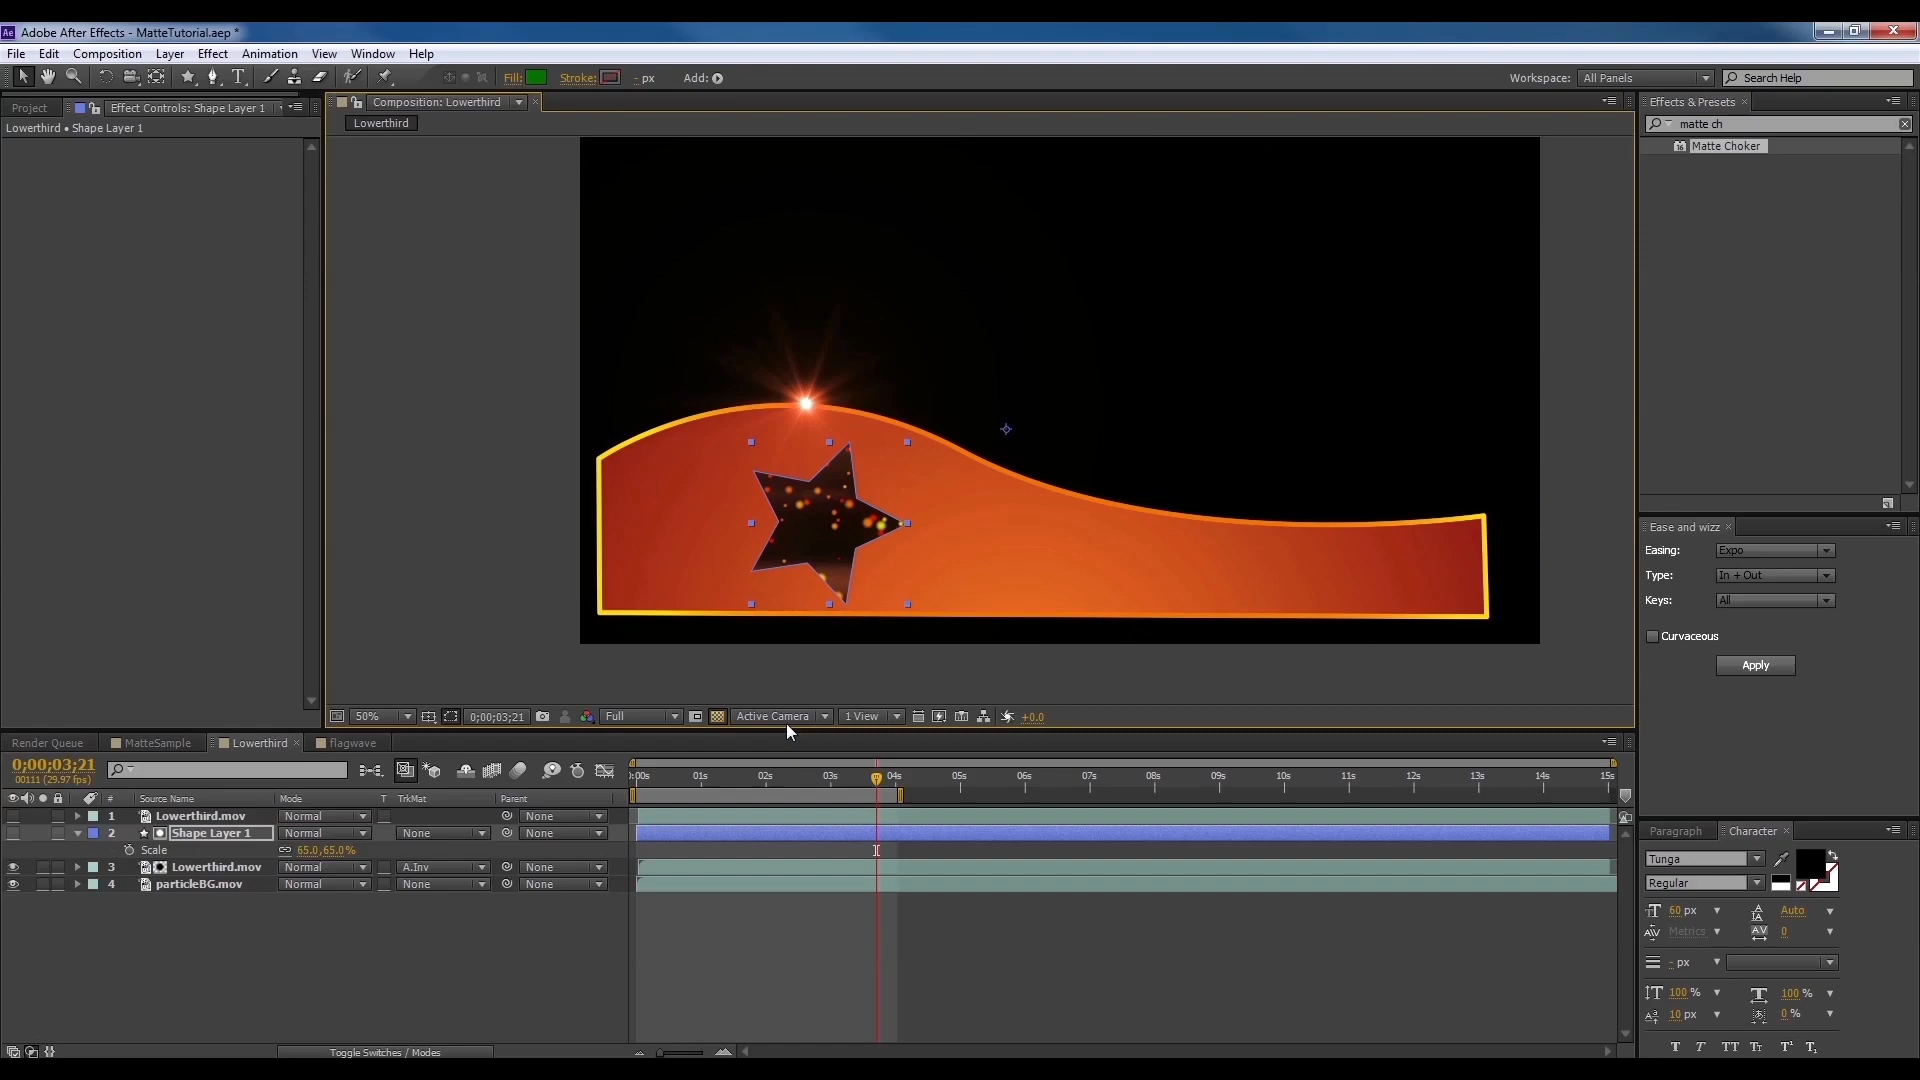 Ae Adobe After Effects - MatteTutorial.aep *
File Edit Composition Layer Effect Animation View Window Help
Fill: Stroke: - px Add: Workspace: All Panels Search Help
Project Effect Controls: Shape Layer 1 Composition: Lowerthird Effects & Presets
Lowerthird • Shape Layer 1 Lowerthird matte ch
Matte Choker
Ease and wizz
Easing: Expo
Type: In + Out
Keys: All
Curvaceous
Apply
50% 0;00;03;21 Full Active Camera 1 View +0.0
Render Queue MatteSample Lowerthird flagwave
0;00;03;21
00111 (29.97 fps)
:00s 01s 02s 03s 04s 05s 06s 07s 08s 09s 10s 11s 12s 13s 14s 15s
# Source Name Mode T TrkMat Parent
1 Lowerthird.mov Normal None
2 Shape Layer 1 Normal None None
Scale 65.0,65.0%
3 Lowerthird.mov Normal A.Inv None
4 particleBG.mov Normal None None
Toggle Switches / Modes
Paragraph Character
Tunga
Regular
60 px Auto
Metrics 0
- px
100 % 100 %
10 px 0 %
T T TT Tt T¹ T₁